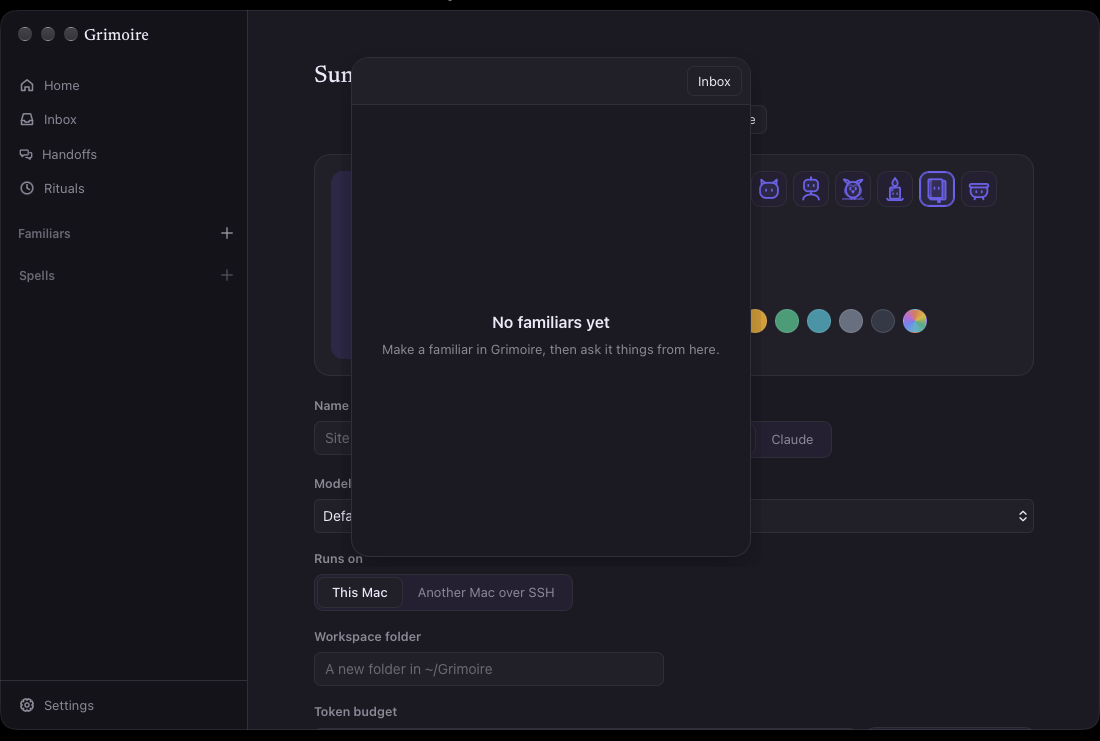 Grimoire
Home
Inbox
Handoffs
Rituals
Familiars
Spells
Settings
Inbox
No familiars yet
Make a familiar in Grimoire, then ask it things from here.
Name
Site
Claude
Model
Runs on
This Mac
Another Mac over SSH
Workspace folder
A new folder in ~/Grimoire
Token budget